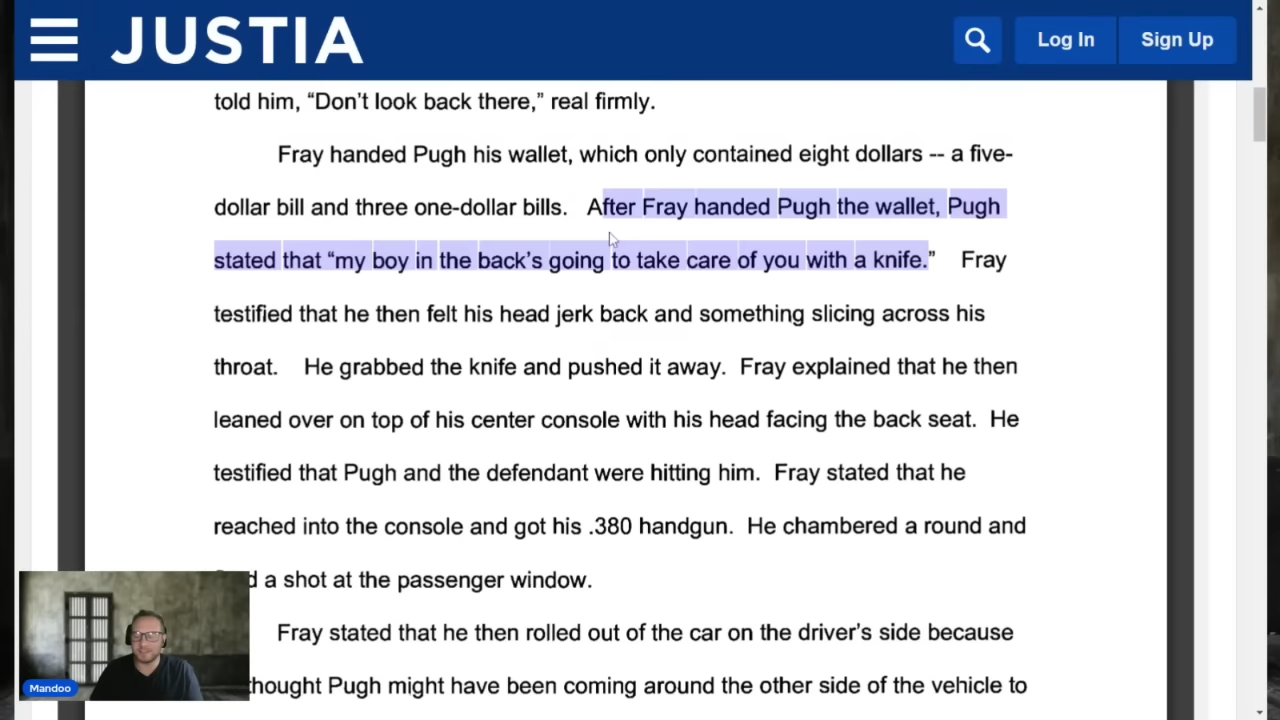 JUSTIA
Log In
Sign Up
told him, “Don’t look back there,” real firmly.
Fray handed Pugh his wallet, which only contained eight dollars -- a five-
dollar bill and three one-dollar bills. After Fray handed Pugh the wallet, Pugh
stated that “my boy in the back’s going to take care of you with a knife.” Fray
testified that he then felt his head jerk back and something slicing across his
throat. He grabbed the knife and pushed it away. Fray explained that he then
leaned over on top of his center console with his head facing the back seat. He
testified that Pugh and the defendant were hitting him. Fray stated that he
reached into the console and got his .380 handgun. He chambered a round and
a shot at the passenger window.
Fray stated that he then rolled out of the car on the driver’s side because
thought Pugh might have been coming around the other side of the vehicle to
Mandoo